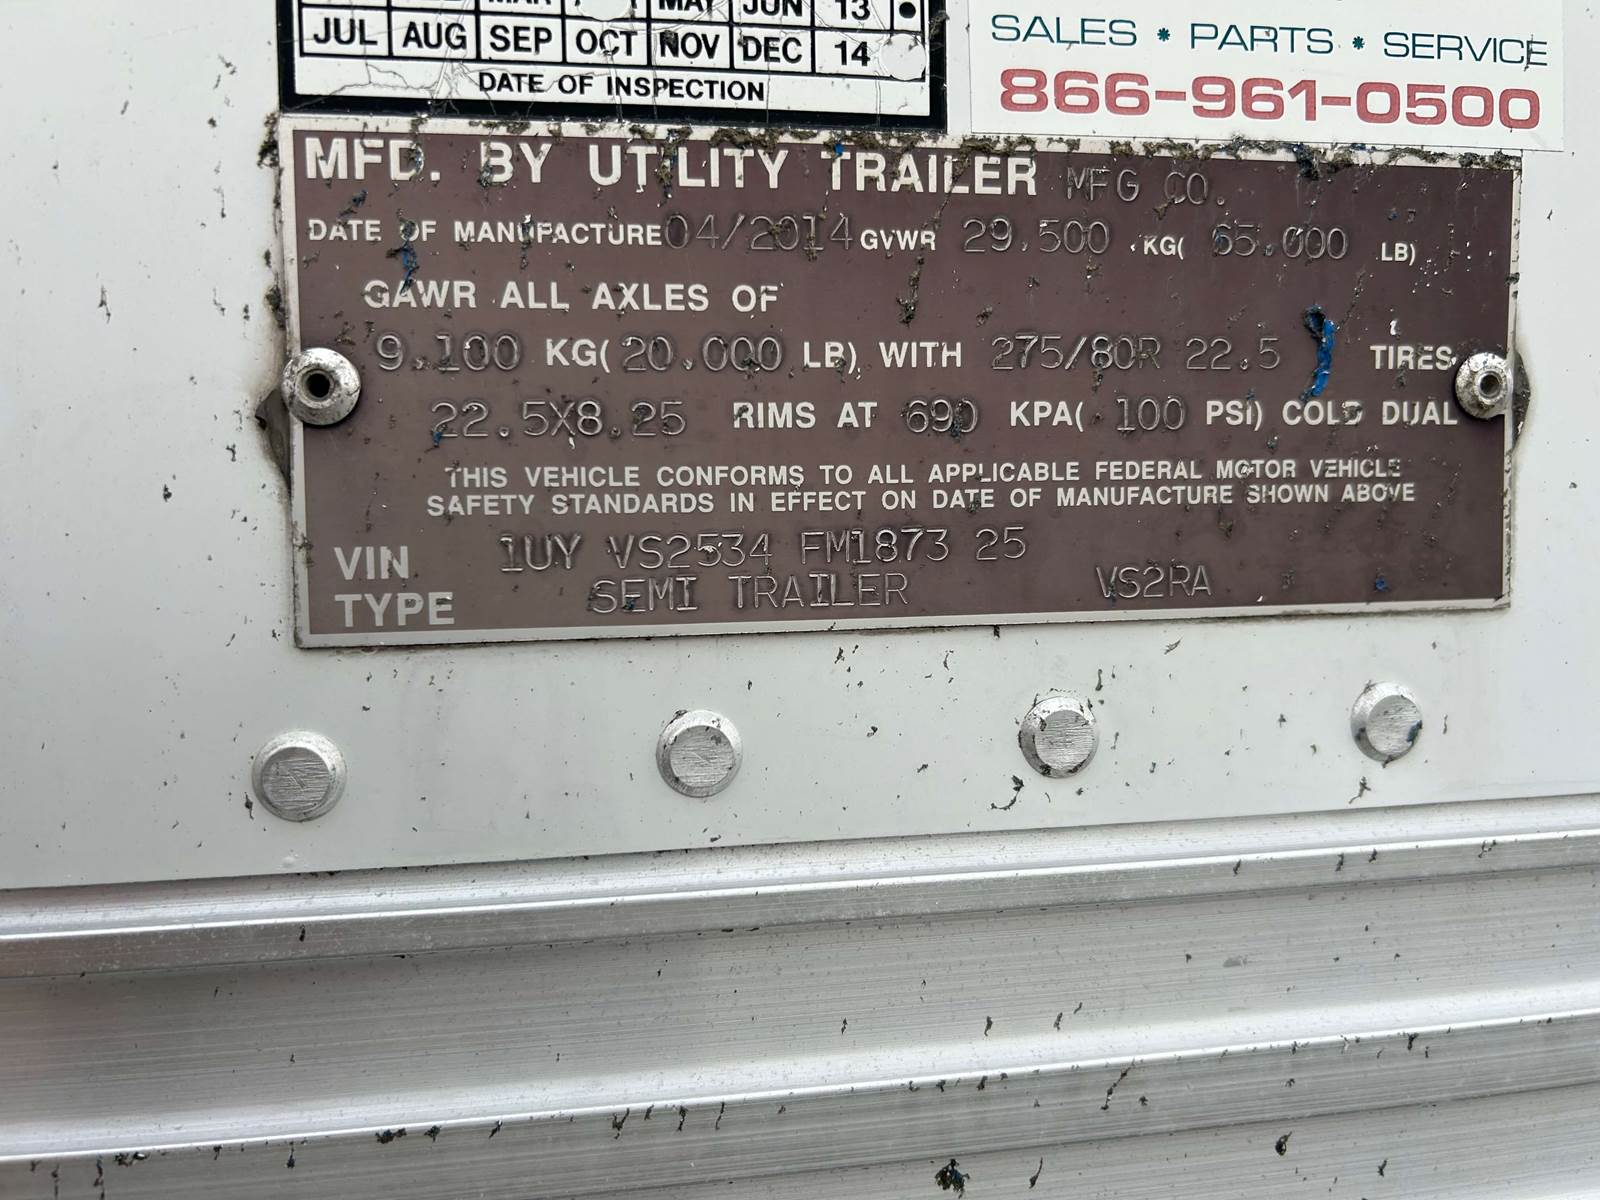 MAY JUN 13
JUL AUG SEP OCT NOV DEC 14
DATE OF INSPECTION
SALES * PARTS * SERVICE
866-961-0500
MFD. BY UTILITY TRAILER MFG CO.
DATE OF MANUFACTURE 04/2014 GVWR 29.500 KG( 65.000 LB)
GAWR ALL AXLES OF
9.100 KG( 20.000 LB) WITH 275/80R 22.5 TIRES
22.5X8.25 RIMS AT 690 KPA( 100 PSI) COLD DUAL
THIS VEHICLE CONFORMS TO ALL APPLICABLE FEDERAL MOTOR VEHICLE
SAFETY STANDARDS IN EFFECT ON DATE OF MANUFACTURE SHOWN ABOVE
VIN 1UY VS2534 FM1873 25
TYPE SEMI TRAILER VS2RA